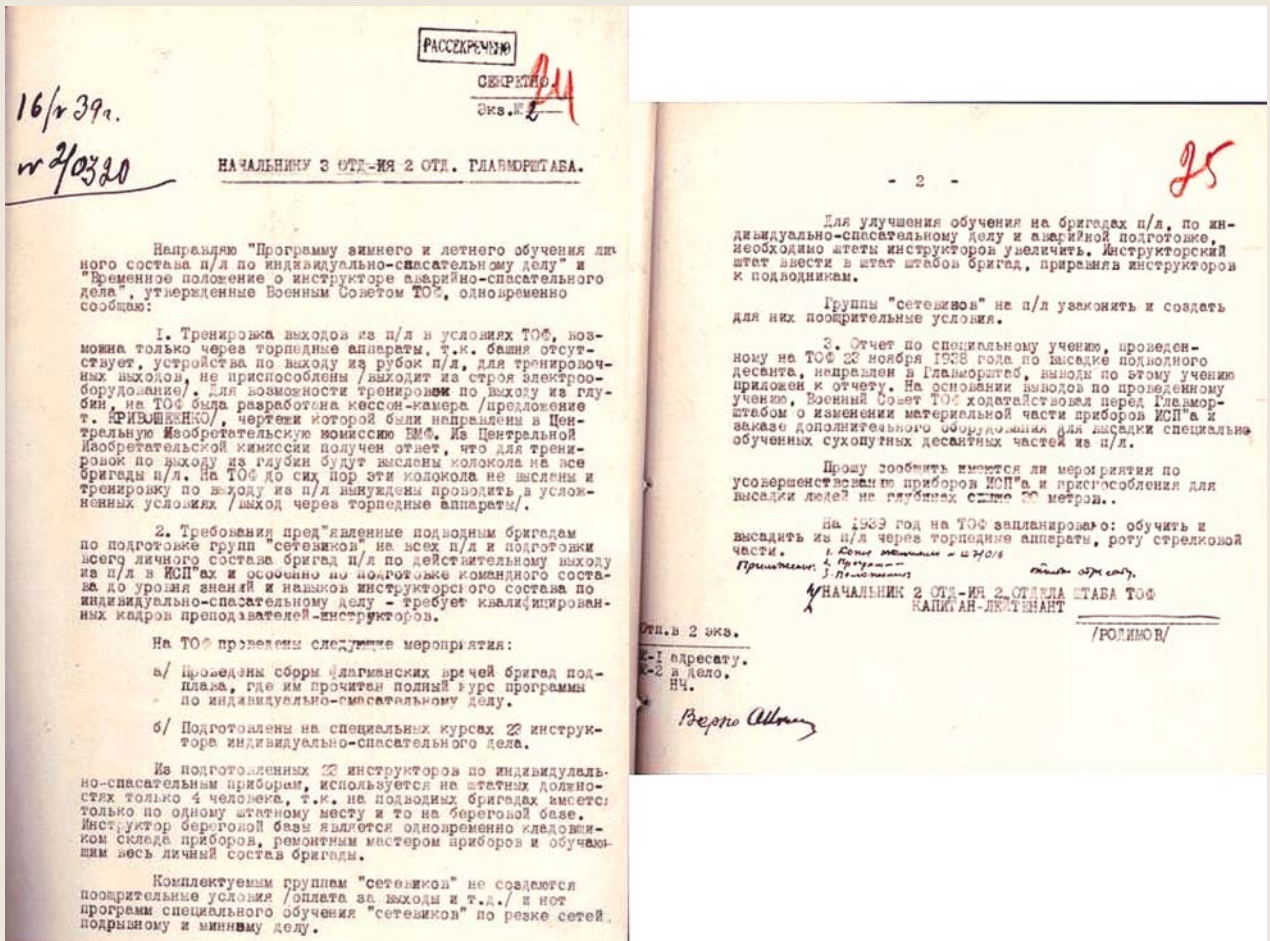 РАССЕКРЕЧЕНО
СЕКРЕТНО.
24
Экз.№ 2
16/v 39г.
№ 2/0320
НАЧАЛЬНИКУ 3 ОТД-ИЯ 2 ОТД. ГЛАВМОРШТАБА.
Направляю "Программу зимнего и летнего обучения лич-
ного состава п/л по индивидуально-спасательному делу" и
"Временное положение о инструкторе аварийно-спасательного
дела", утвержденные Военным Советом ТОФ, одновременно
сообщаю:
1. Тренировка выходов из п/л в условиях ТОФ, воз-
можна только через торпедные аппараты, т.к. башня отсут-
ствует, устройства по выходу из рубок п/л, для тренировоч-
ных выходов, не приспособлены /выходит из строя электроо-
борудование/. Для возможности тренировок по выходу из глу-
бин, на ТОФ была разработана кессон-камера /предложение
т. КРИВОШЕЕНКО/, чертежи которой были направлены в Цен-
тральную Изобретательскую комиссию ВМФ. Из Центральной
Изобретательской кимиссии получен ответ, что для трени-
ровок по выходу из глубин будут высланы колокола на все
бригады п/л. На ТОФ до сих пор эти колокола не высланы и
тренировку по выходу из п/л вынуждены проводить в услож-
ненных условиях /выход через торпедные аппараты/.
2. Требования пред"явленные подводным бригадам
по подготовке групп "сетевиков" на всех п/л и подготовки
всего личного состава бригад п/л по действительному выходу
из п/л в ИСП"ах и особенно по подготовке командного соста-
ва до уровня знаний и навыков инструкторского состава по
индивидуально-спасательному делу - требует квалифицирован-
ных кадров преподавателей-инструкторов.
На ТОФ проведены следующие мероприятия:
а/ Проведены сборы флагманских врачей бригад под-
плава, где им прочитан полный курс программы
по индивидуально-спасательному делу.
б/ Подготовлены на специальных курсах 23 инструк-
тора индивидуально-спасательного дела.
Из подготовленных 23 инструкторов по индивидулаль-
но-спасательным приборам, используется на штатных должно-
стях только 4 человека, т.к. на подводных бригадах имеется
только по одному штатному месту и то на береговой базе.
Инструктор береговой базы является одновременно кладовщи-
ком склада приборов, ремонтным мастером приборов и обучаю-
щим весь личный состав бригады.
Комплектуемым группам "сетевиков" не создаются
поощрительные условия /оплата за выходы и т.д./ и нет
программ специального обучения "сетевиков" по резке сетей,
подрывному и минному делу.
25
- 2 -
Для улучшения обучения на бригадах п/л, по ин-
дивидуально-спасательному делу и аварийной подготовке,
необходимо штаты инструкторов увеличить. Инструкторский
штат ввести в штат штабов бригад, приравняв инструкторов
к подводникам.
Группы "сетевиков" на п/л узаконить и создать
для них поощрительные условия.
3. Отчет по специальному учению, проведен-
ному на ТОФ 23 ноября 1938 года по высадке подводного
десанта, направлен в Главморштаб, выводы по этому учению
приложен к отчету. На основании выводов по проведенному
учению, Военный Совет ТОФ ходатайствовал перед Главмор-
штабом о изменении материальной части приборов ИСП"а и
заказе дополнительного оборудования для высадки специально
обученных сухопутных десантных частей из п/л.
Прошу сообщить имеются ли мероприятия по
усовершенствованию приборов ИСП"а и приспособления для
высадки людей на глубинах свыше 20 метров..
На 1939 год на ТОФ запланировано: обучить и
высадить из п/л через торпедные аппараты, роту стрелковой
части.
Приложение:
2. Програм
3. Положение
только адресату.
НАЧАЛЬНИК 2 ОТД-ИЯ 2 ОТДЕЛА ШТАБА ТОФ
КАПИТАН-ЛЕЙТЕНАНТ
/РОДИМОВ/
Отп.в 2 экз.
№-1 адресату.
№-2 в дело.
НЧ.
Верно